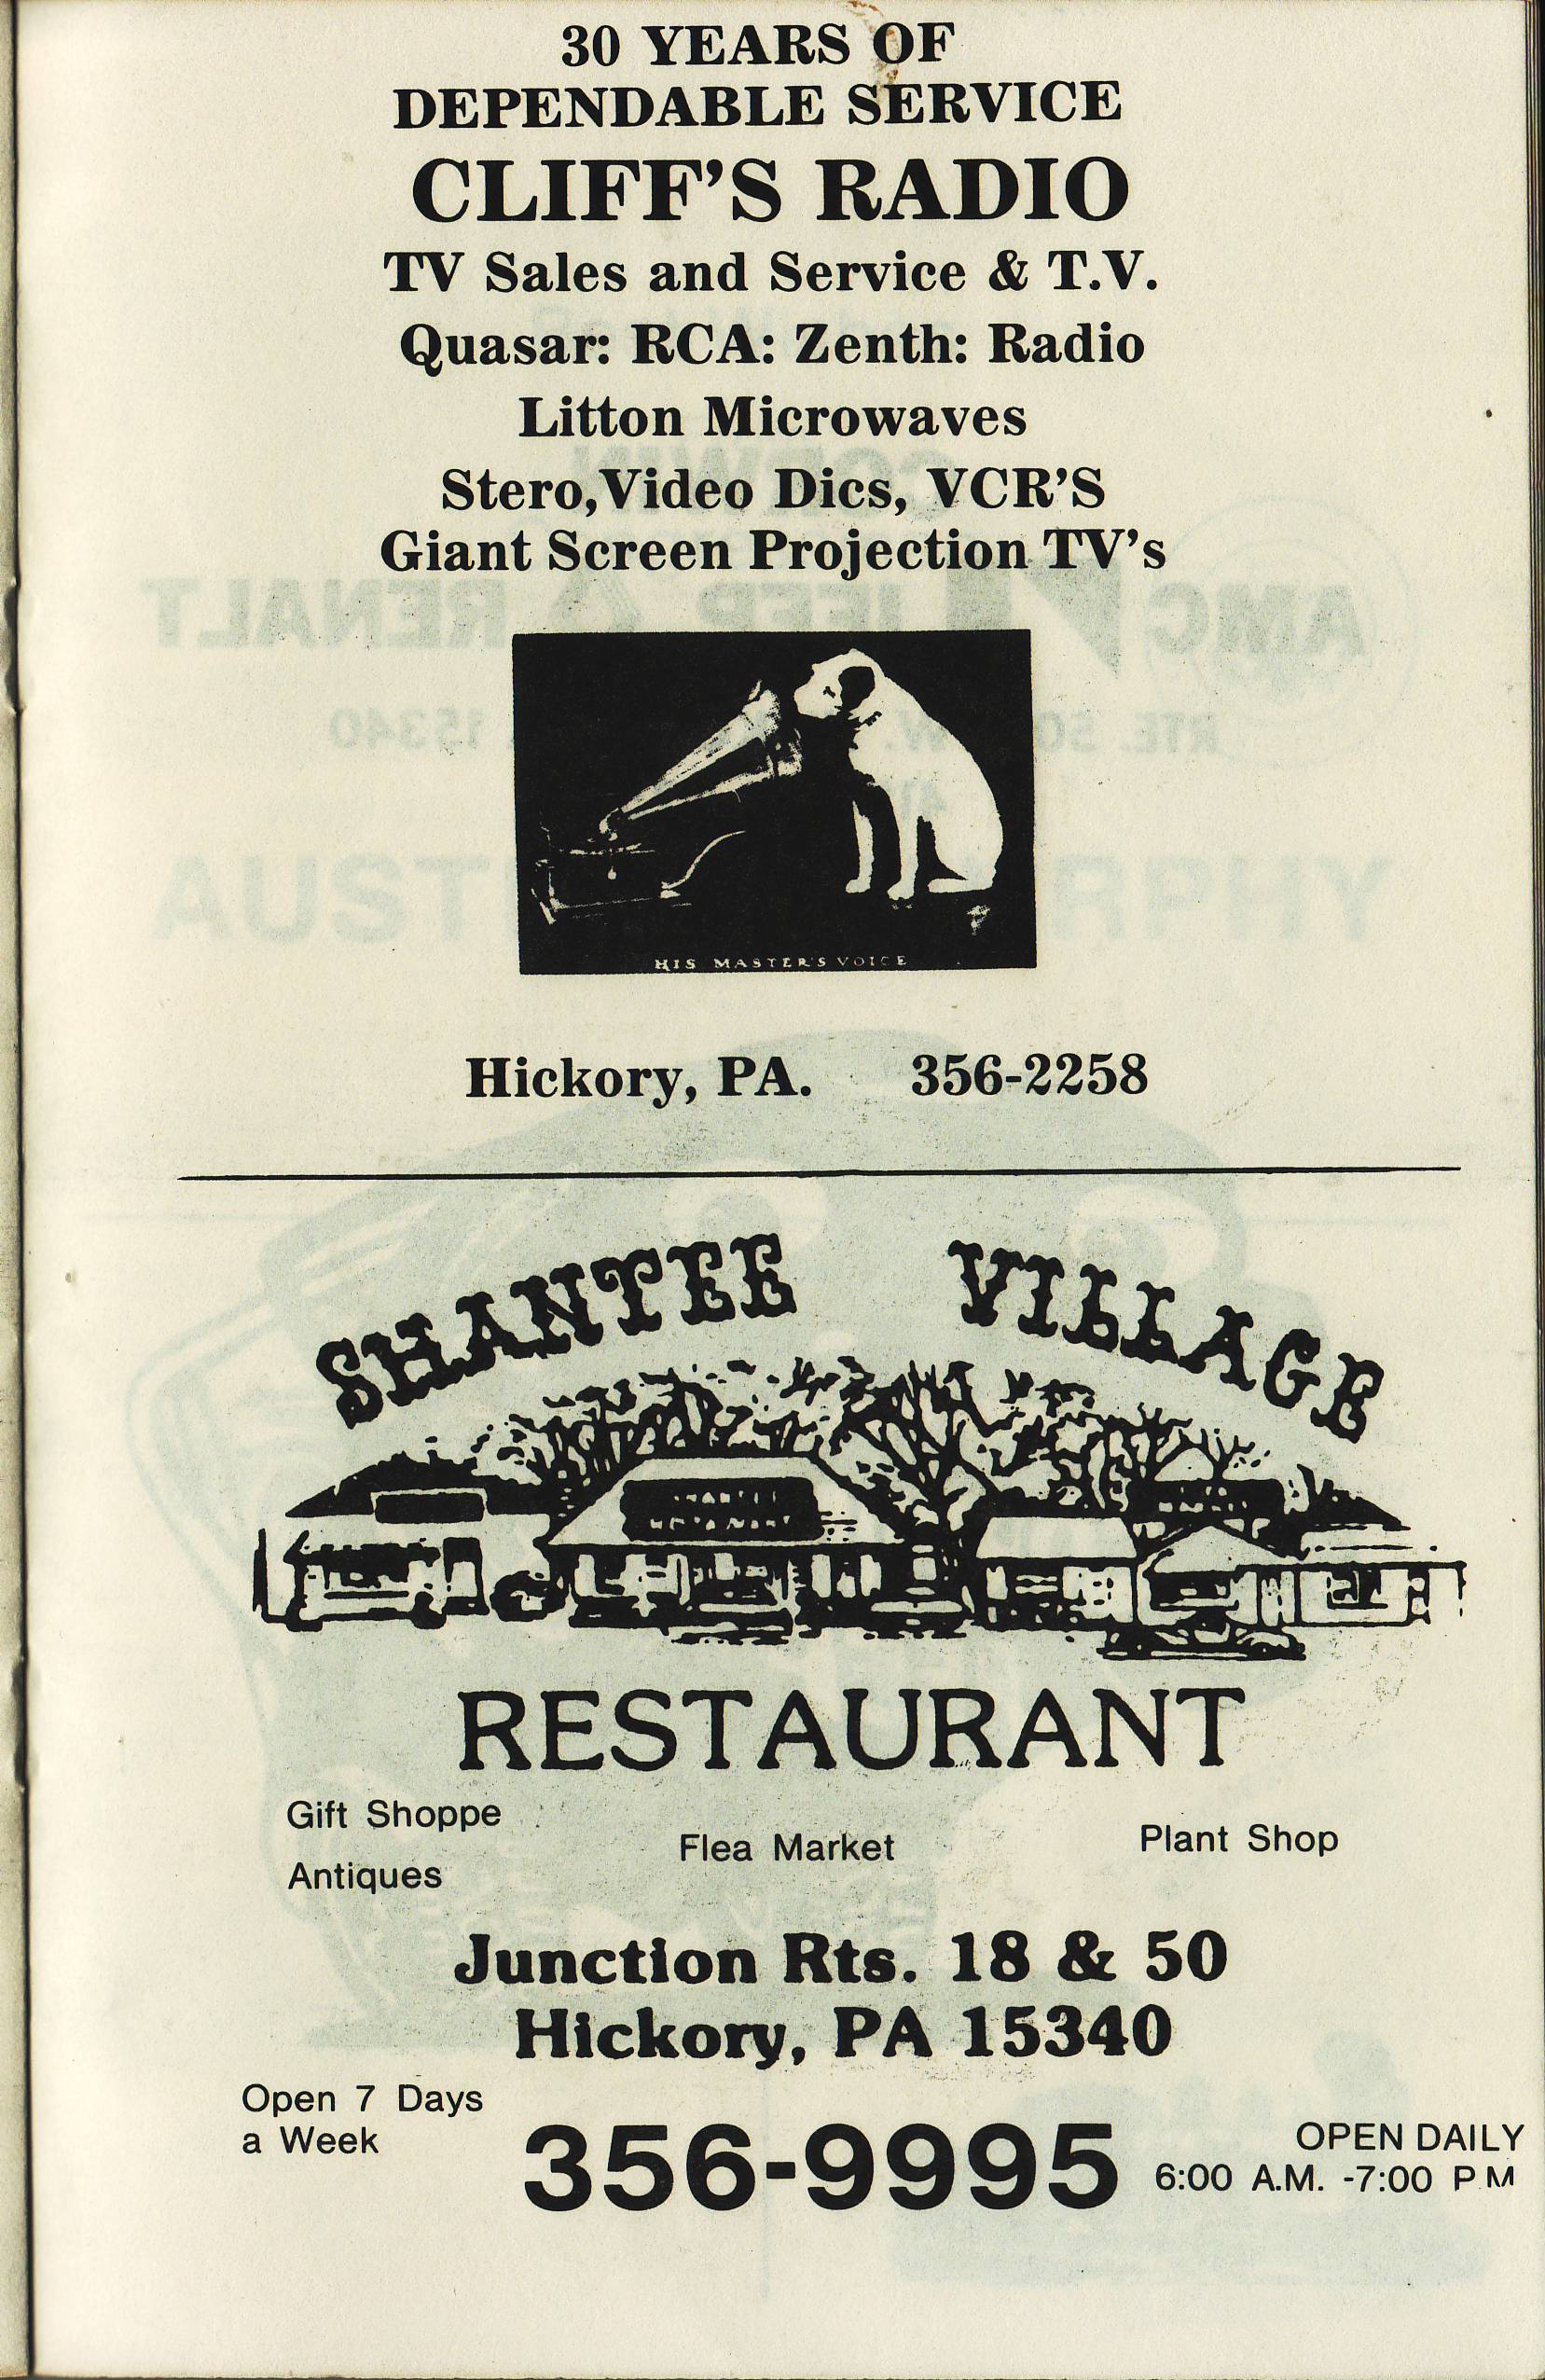 30 YEARS OF
DEPENDABLE SERVICE
CLIFF'S RADIO
TV Sales and Service & T.V.
Quasar: RCA: Zenth: Radio
Litton Microwaves
Stero,Video Dics, VCR'S
Giant Screen Projection TV's
HIS MASTER'S VOICE
Hickory, PA. 356-2258
SHANTEE VILLAGE
RESTAURANT
Gift Shoppe
Antiques
Flea Market
Plant Shop
Junction Rts. 18 & 50
Hickory, PA 15340
Open 7 Days
a Week
356-9995
OPEN DAILY
6:00 A.M. -7:00 P M